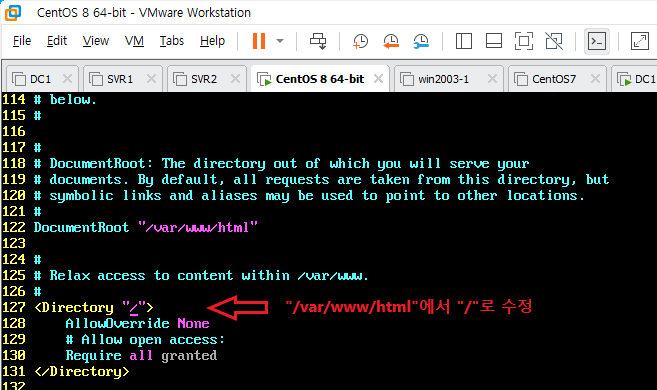 CentOS 8 64-bit - VMware Workstation
File Edit View VM Tabs Help
DC1 SVR1 SVR2 CentOS 8 64-bit win2003-1 CentOS7 DC1
114 # below.
115 #
116
117 #
118 # DocumentRoot: The directory out of which you will serve your
119 # documents. By default, all requests are taken from this directory, but
120 # symbolic links and aliases may be used to point to other locations.
121 #
122 DocumentRoot "/var/www/html"
123
124 #
125 # Relax access to content within /var/www.
126 #
127 <Directory "/"> "/var/www/html"에서 "/"로 수정
128     AllowOverride None
129     # Allow open access:
130     Require all granted
131 </Directory>
132